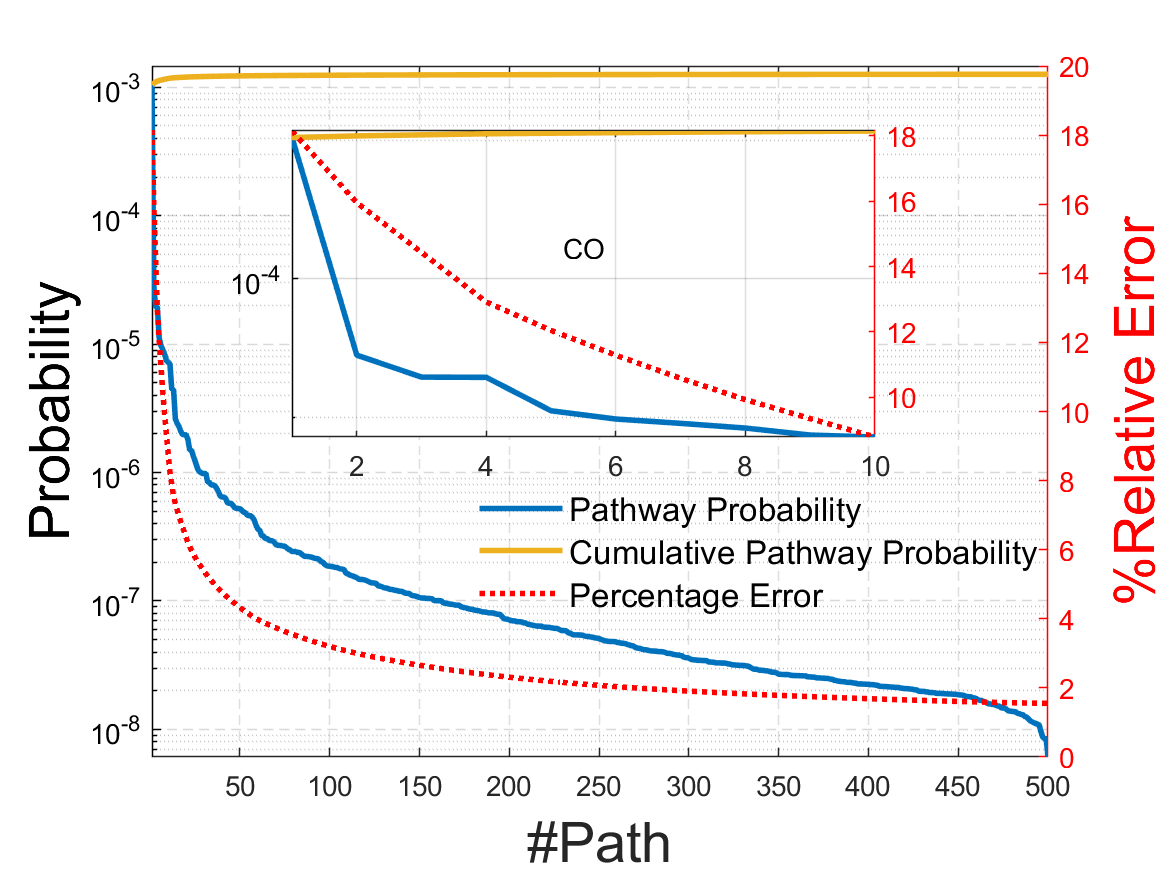 Probability
10-3
10-4
10-5
10-6
10-7
10-8
20
18
16
14
12
10
8
6
4
2
0
%Relative Error
10-4
CO
18
16
14
12
10
2 4 6 8 10
Pathway Probability
Cumulative Pathway Probability
Percentage Error
50 100 150 200 250 300 350 400 450 500
#Path